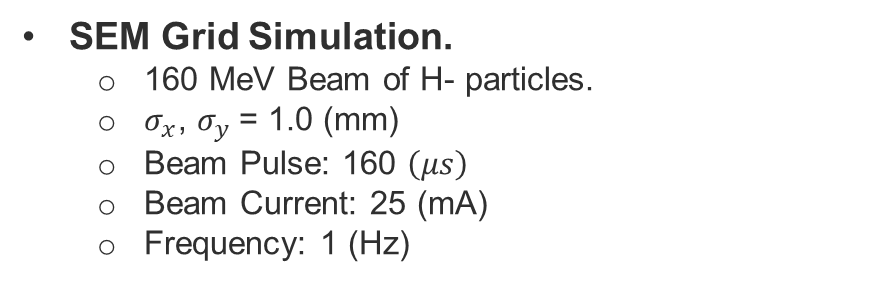 • SEM Grid Simulation.
o 160 MeV Beam of H- particles.
o σx, σy = 1.0 (mm)
o Beam Pulse: 160 (μs)
o Beam Current: 25 (mA)
o Frequency: 1 (Hz)